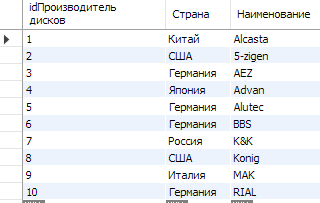 idПроизводитель дисков Страна Наименование
1 Китай Alcasta
2 США 5-zigen
3 Германия AEZ
4 Япония Advan
5 Германия Alutec
6 Германия BBS
7 Россия K&K
8 США Konig
9 Италия MAK
10 Германия RIAL